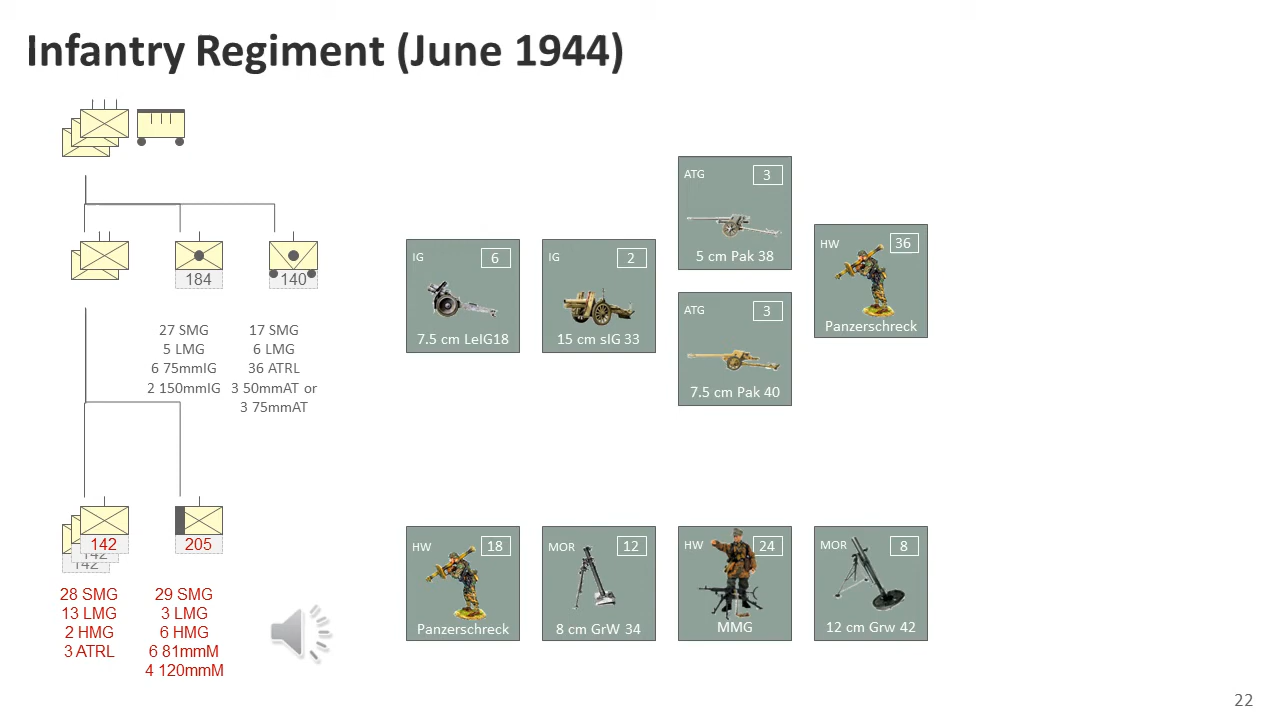 Infantry Regiment (June 1944)
184
140
27 SMG
5 LMG
6 75mmIG
2 150mmIG
17 SMG
6 LMG
36 ATRL
3 50mmAT or
3 75mmAT
IG
6
7.5 cm LeIG18
IG
2
15 cm sIG 33
ATG
3
5 cm Pak 38
ATG
3
7.5 cm Pak 40
HW
36
Panzerschreck
142
142
142
205
28 SMG
13 LMG
2 HMG
3 ATRL
29 SMG
3 LMG
6 HMG
6 81mmM
4 120mmM
HW
18
Panzerschreck
MOR
12
8 cm GrW 34
HW
24
MMG
MOR
8
12 cm Grw 42
22